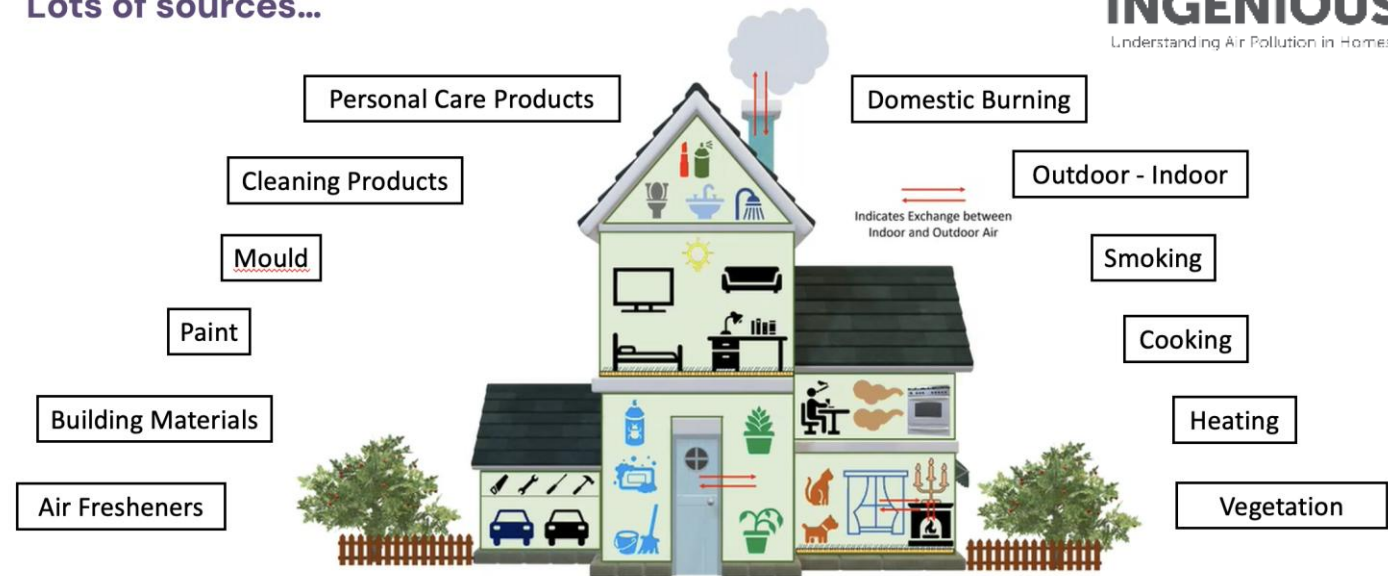 Lots of sources...
INGENIOUS
Understanding Air Pollution in Homes
Personal Care Products
Domestic Burning
Cleaning Products
Outdoor - Indoor
Indicates Exchange between
Indoor and Outdoor Air
Mould
Smoking
Paint
Cooking
Building Materials
Heating
Air Fresheners
Vegetation